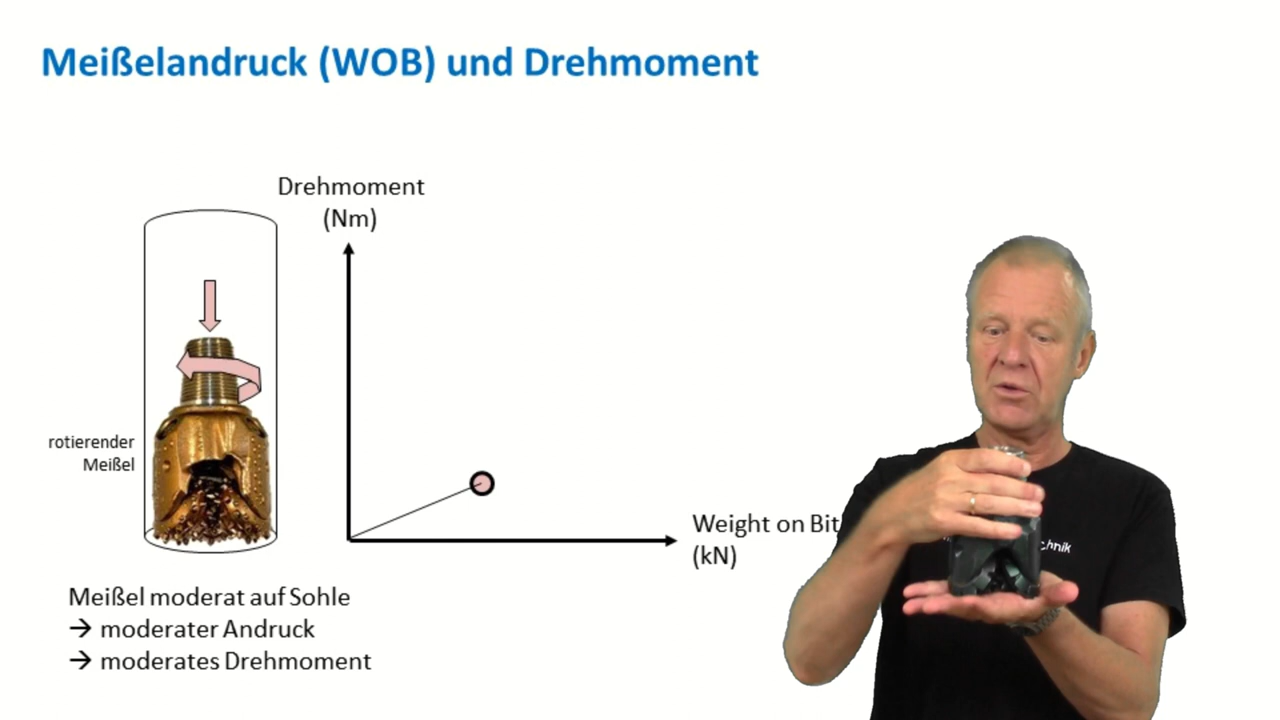 Meißelandruck (WOB) und Drehmoment
Drehmoment
(Nm)
rotierender
Meißel
Weight on Bit
(kN)
Meißel moderat auf Sohle
→ moderater Andruck
→ moderates Drehmoment